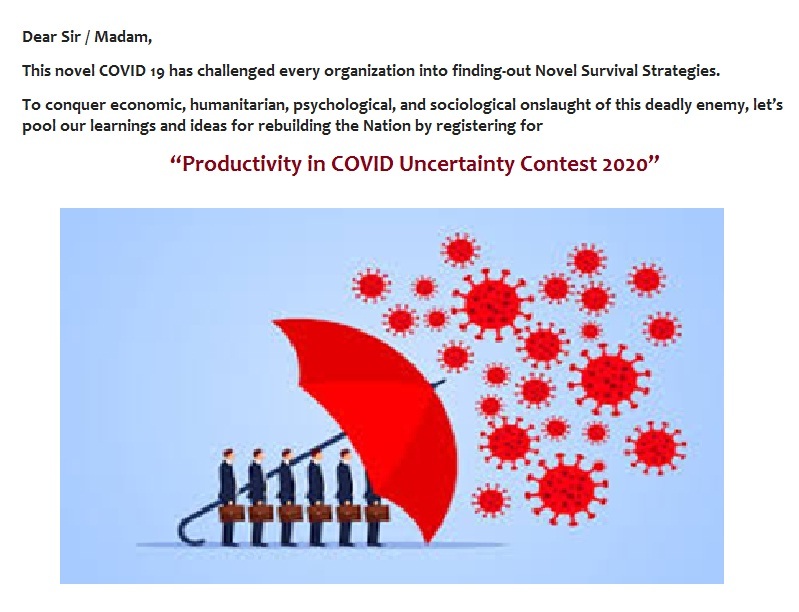 Dear Sir / Madam,
This novel COVID 19 has challenged every organization into finding-out Novel Survival Strategies.
To conquer economic, humanitarian, psychological, and sociological onslaught of this deadly enemy, let’s
pool our learnings and ideas for rebuilding the Nation by registering for
“Productivity in COVID Uncertainty Contest 2020”